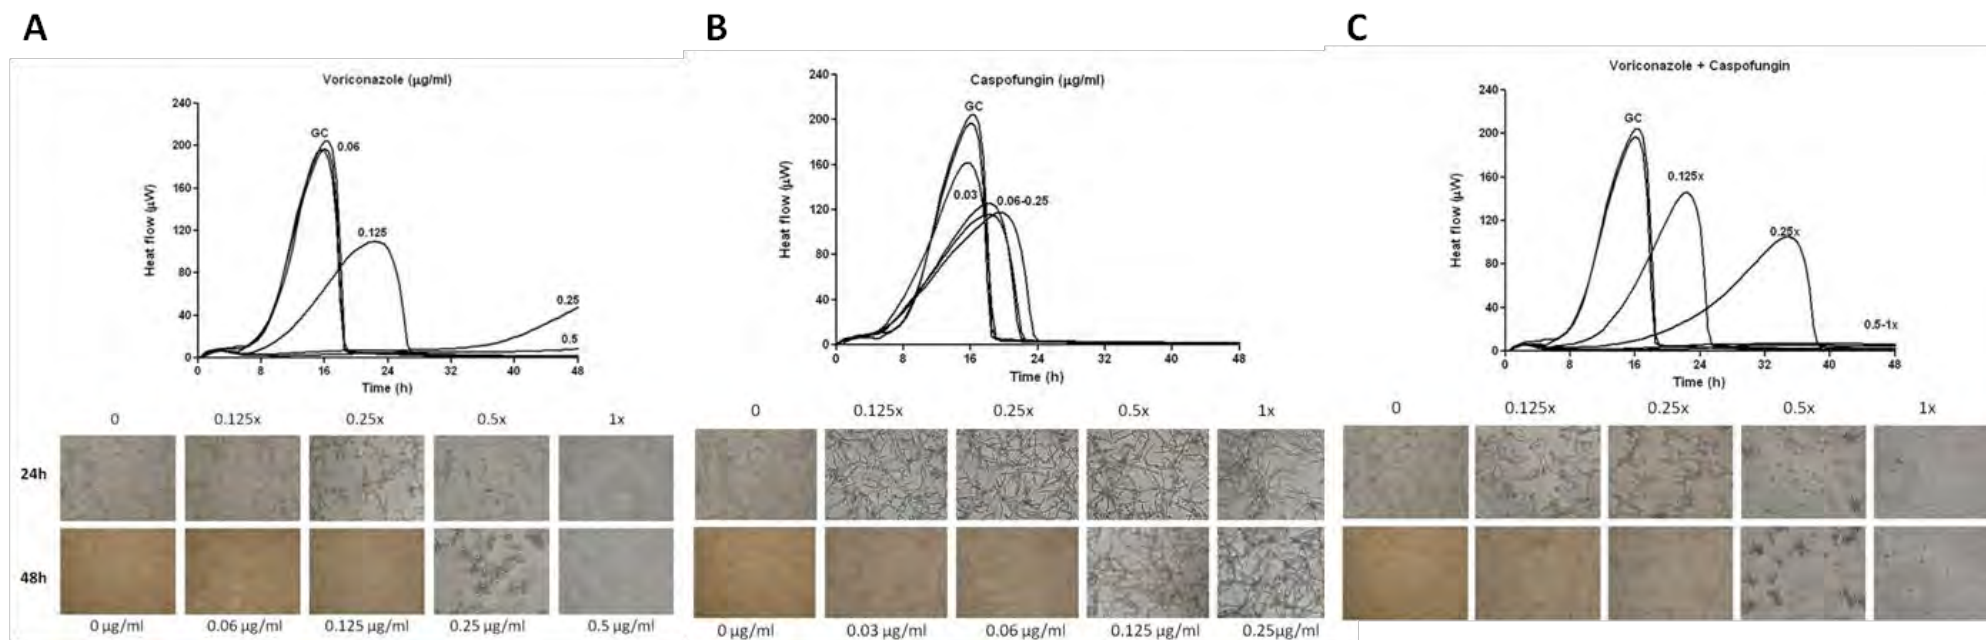 A
Voriconazole (µg/ml)
240
200
160
120
80
40
0
Heat flow (µW)
GC
0.06
0.125
0.25
0.5
0 8 16 24 32 40 48
Time (h)
0 0.125x 0.25x 0.5x 1x
24h
48h
0 µg/ml 0.06 µg/ml 0.125 µg/ml 0.25 µg/ml 0.5 µg/ml
B
Caspofungin (µg/ml)
240
200
160
120
80
40
0
Heat flow (µW)
GC
0.03
0.06-0.25
0 8 16 24 32 40 48
Time (h)
0 0.125x 0.25x 0.5x 1x
0 µg/ml 0.03 µg/ml 0.06 µg/ml 0.125 µg/ml 0.25µg/ml
C
Voriconazole + Caspofungin
240
200
160
120
80
40
0
Heat flow (µW)
GC
0.125x
0.25x
0.5-1x
0 8 16 24 32 40 48
Time (h)
0 0.125x 0.25x 0.5x 1x